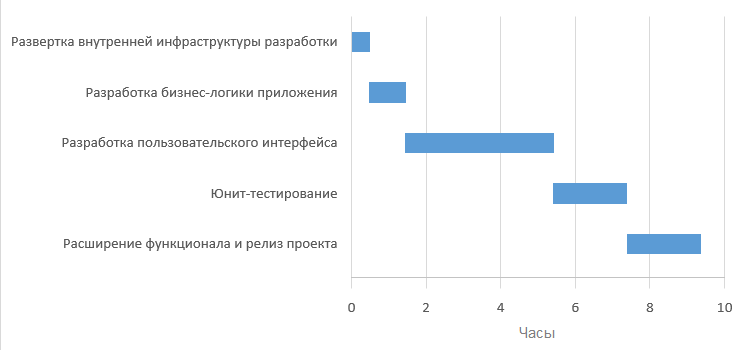 Развертка внутренней инфраструктуры разработки
Разработка бизнес-логики приложения
Разработка пользовательского интерфейса
Юнит-тестирование
Расширение функционала и релиз проекта
0 2 4 6 8 10
Часы